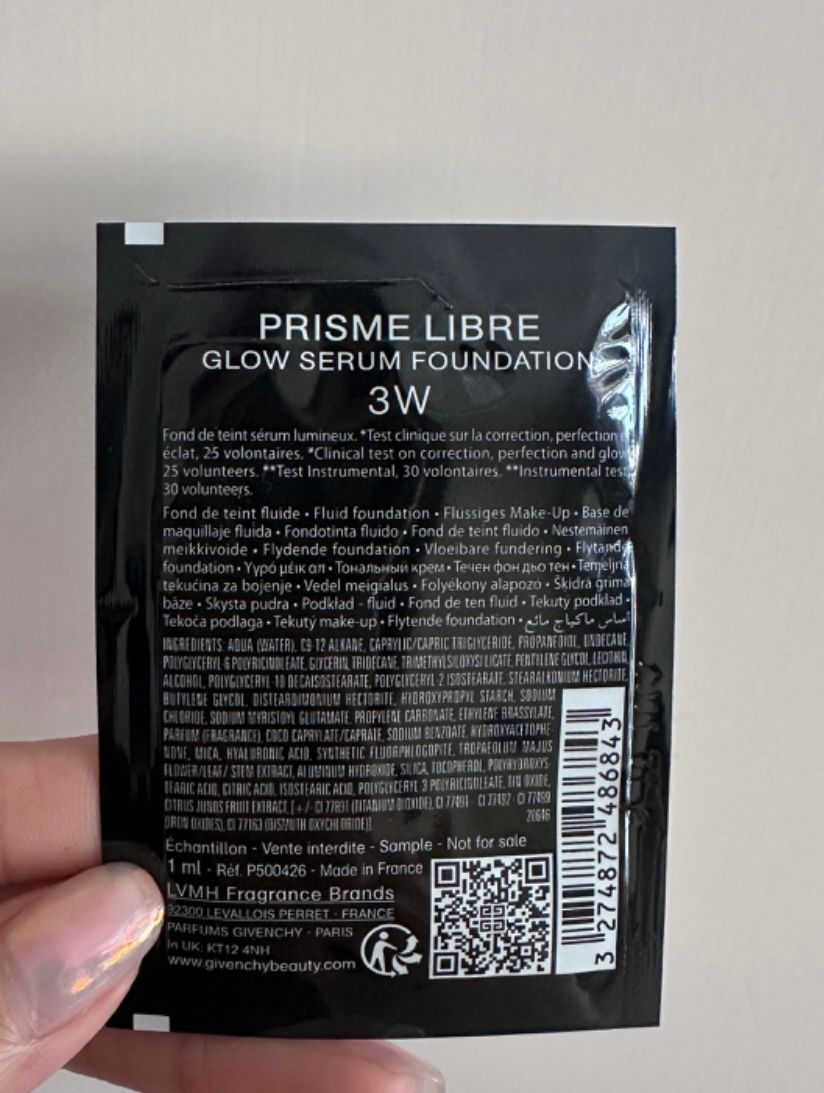 PRISME LIBRE
GLOW SERUM FOUNDATION
3W
Fond de teint sérum lumineux. *Test clinique sur la correction, perfection
éclat, 25 volontaires. *Clinical test on correction, perfection and glow
25 volunteers. **Test Instrumental, 30 volontaires. **Instrumental test
30 volunteers.
Fond de teint fluide • Fluid foundation • Flüssiges Make-Up • Base de
maquillaje fluida • Fondotinta fluido • Fond de teint fluido • Nestemäinen
meikkivoide • Flydende foundation • Vloeibare fundering • Flytande
foundation • Υγρό μέικ απ • Тональный крем • Течен фон дьо тен • Temeljna
tekućina za bojenje • Vedel meigialus • Folyékony alapozó • Šķidrā grima
bāze • Skysta pudra • Podkład - fluid • Fond de ten fluid • Tekutý podklad •
Tekoča podlaga • Tekutý make-up • Flytende foundation • أساس ماكياج مائع
INGREDIENTS: AQUA (WATER), C9-12 ALKANE, CAPRYLIC/CAPRIC TRIGLYCERIDE, PROPANEDIOL, UNDECANE,
POLYGLYCERYL-6 POLYRICINOLEATE, GLYCERIN, TRIDECANE, TRIMETHYLSILOXYSILICATE, PENTYLENE GLYCOL, LECITHIN,
ALCOHOL, POLYGLYCERYL-10 DECAISOSTEARATE, POLYGLYCERYL-2 ISOSTEARATE, STEARALKONIUM HECTORITE,
BUTYLENE GLYCOL, DISTEARDIMONIUM HECTORITE, HYDROXYPROPYL STARCH, SODIUM
CHLORIDE, SODIUM MYRISTOYL GLUTAMATE, PROPYLENE CARBONATE, ETHYLENE BRASSYLATE,
PARFUM (FRAGRANCE), COCO-CAPRYLATE/CAPRATE, SODIUM BENZOATE, HYDROXYACETOPHE-
NONE, MICA, HYALURONIC ACID, SYNTHETIC FLUORPHLOGOPITE, TROPAEOLUM MAJUS
FLOWER/LEAF/ STEM EXTRACT, ALUMINUM HYDROXIDE, SILICA, TOCOPHEROL, POLYHYDROXYS-
TEARIC ACID, CITRIC ACID, ISOSTEARIC ACID, POLYGLYCERYL-3 POLYRICINOLEATE, TIN OXIDE,
CITRUS JUNOS FRUIT EXTRACT [+/- CI 77891 (TITANIUM DIOXIDE), CI 77491 - CI 77492 - CI 77499
(IRON OXIDES), CI 77163 (BISMUTH OXYCHLORIDE)]
20646
Échantillon - Vente interdite - Sample - Not for sale
1 ml - Réf. P500426 - Made in France
LVMH Fragrance Brands
92300 LEVALLOIS PERRET - FRANCE
PARFUMS GIVENCHY - PARIS
In UK: KT12 4NH
www.givenchybeauty.com
3 274872 486843